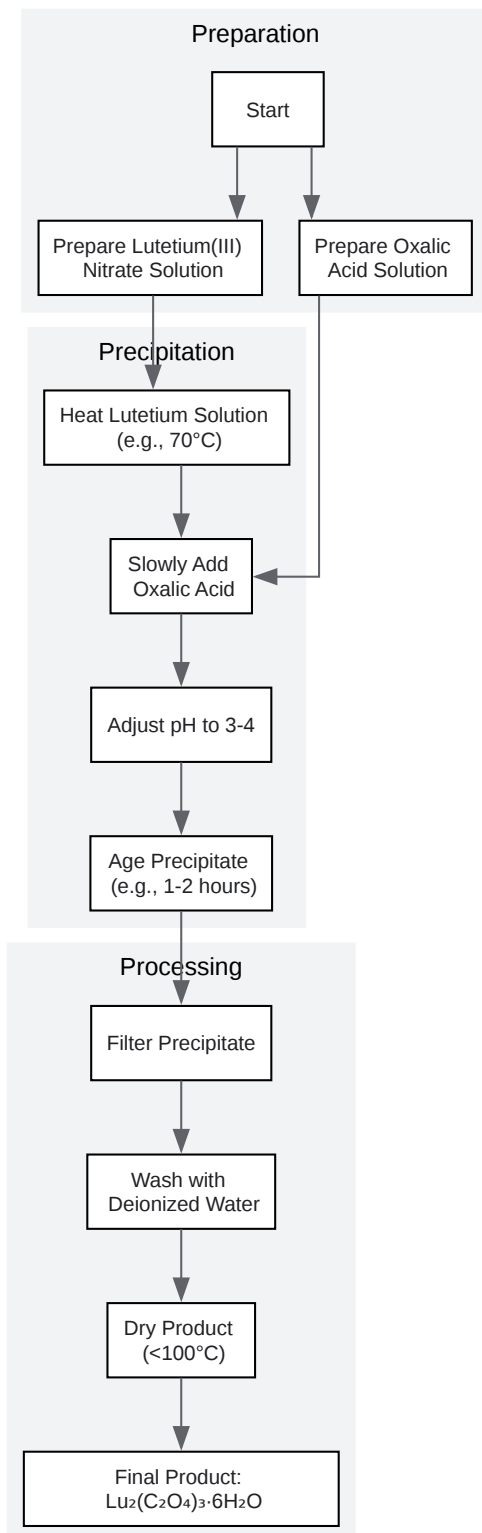 Preparation
Start
Prepare Lutetium(III)
Nitrate Solution
Prepare Oxalic
Acid Solution
Precipitation
Heat Lutetium Solution
(e.g., 70°C)
Slowly Add
Oxalic Acid
Adjust pH to 3-4
Age Precipitate
(e.g., 1-2 hours)
Processing
Filter Precipitate
Wash with
Deionized Water
Dry Product
(<100°C)
Final Product:
Lu₂(C₂O₄)₃·6H₂O